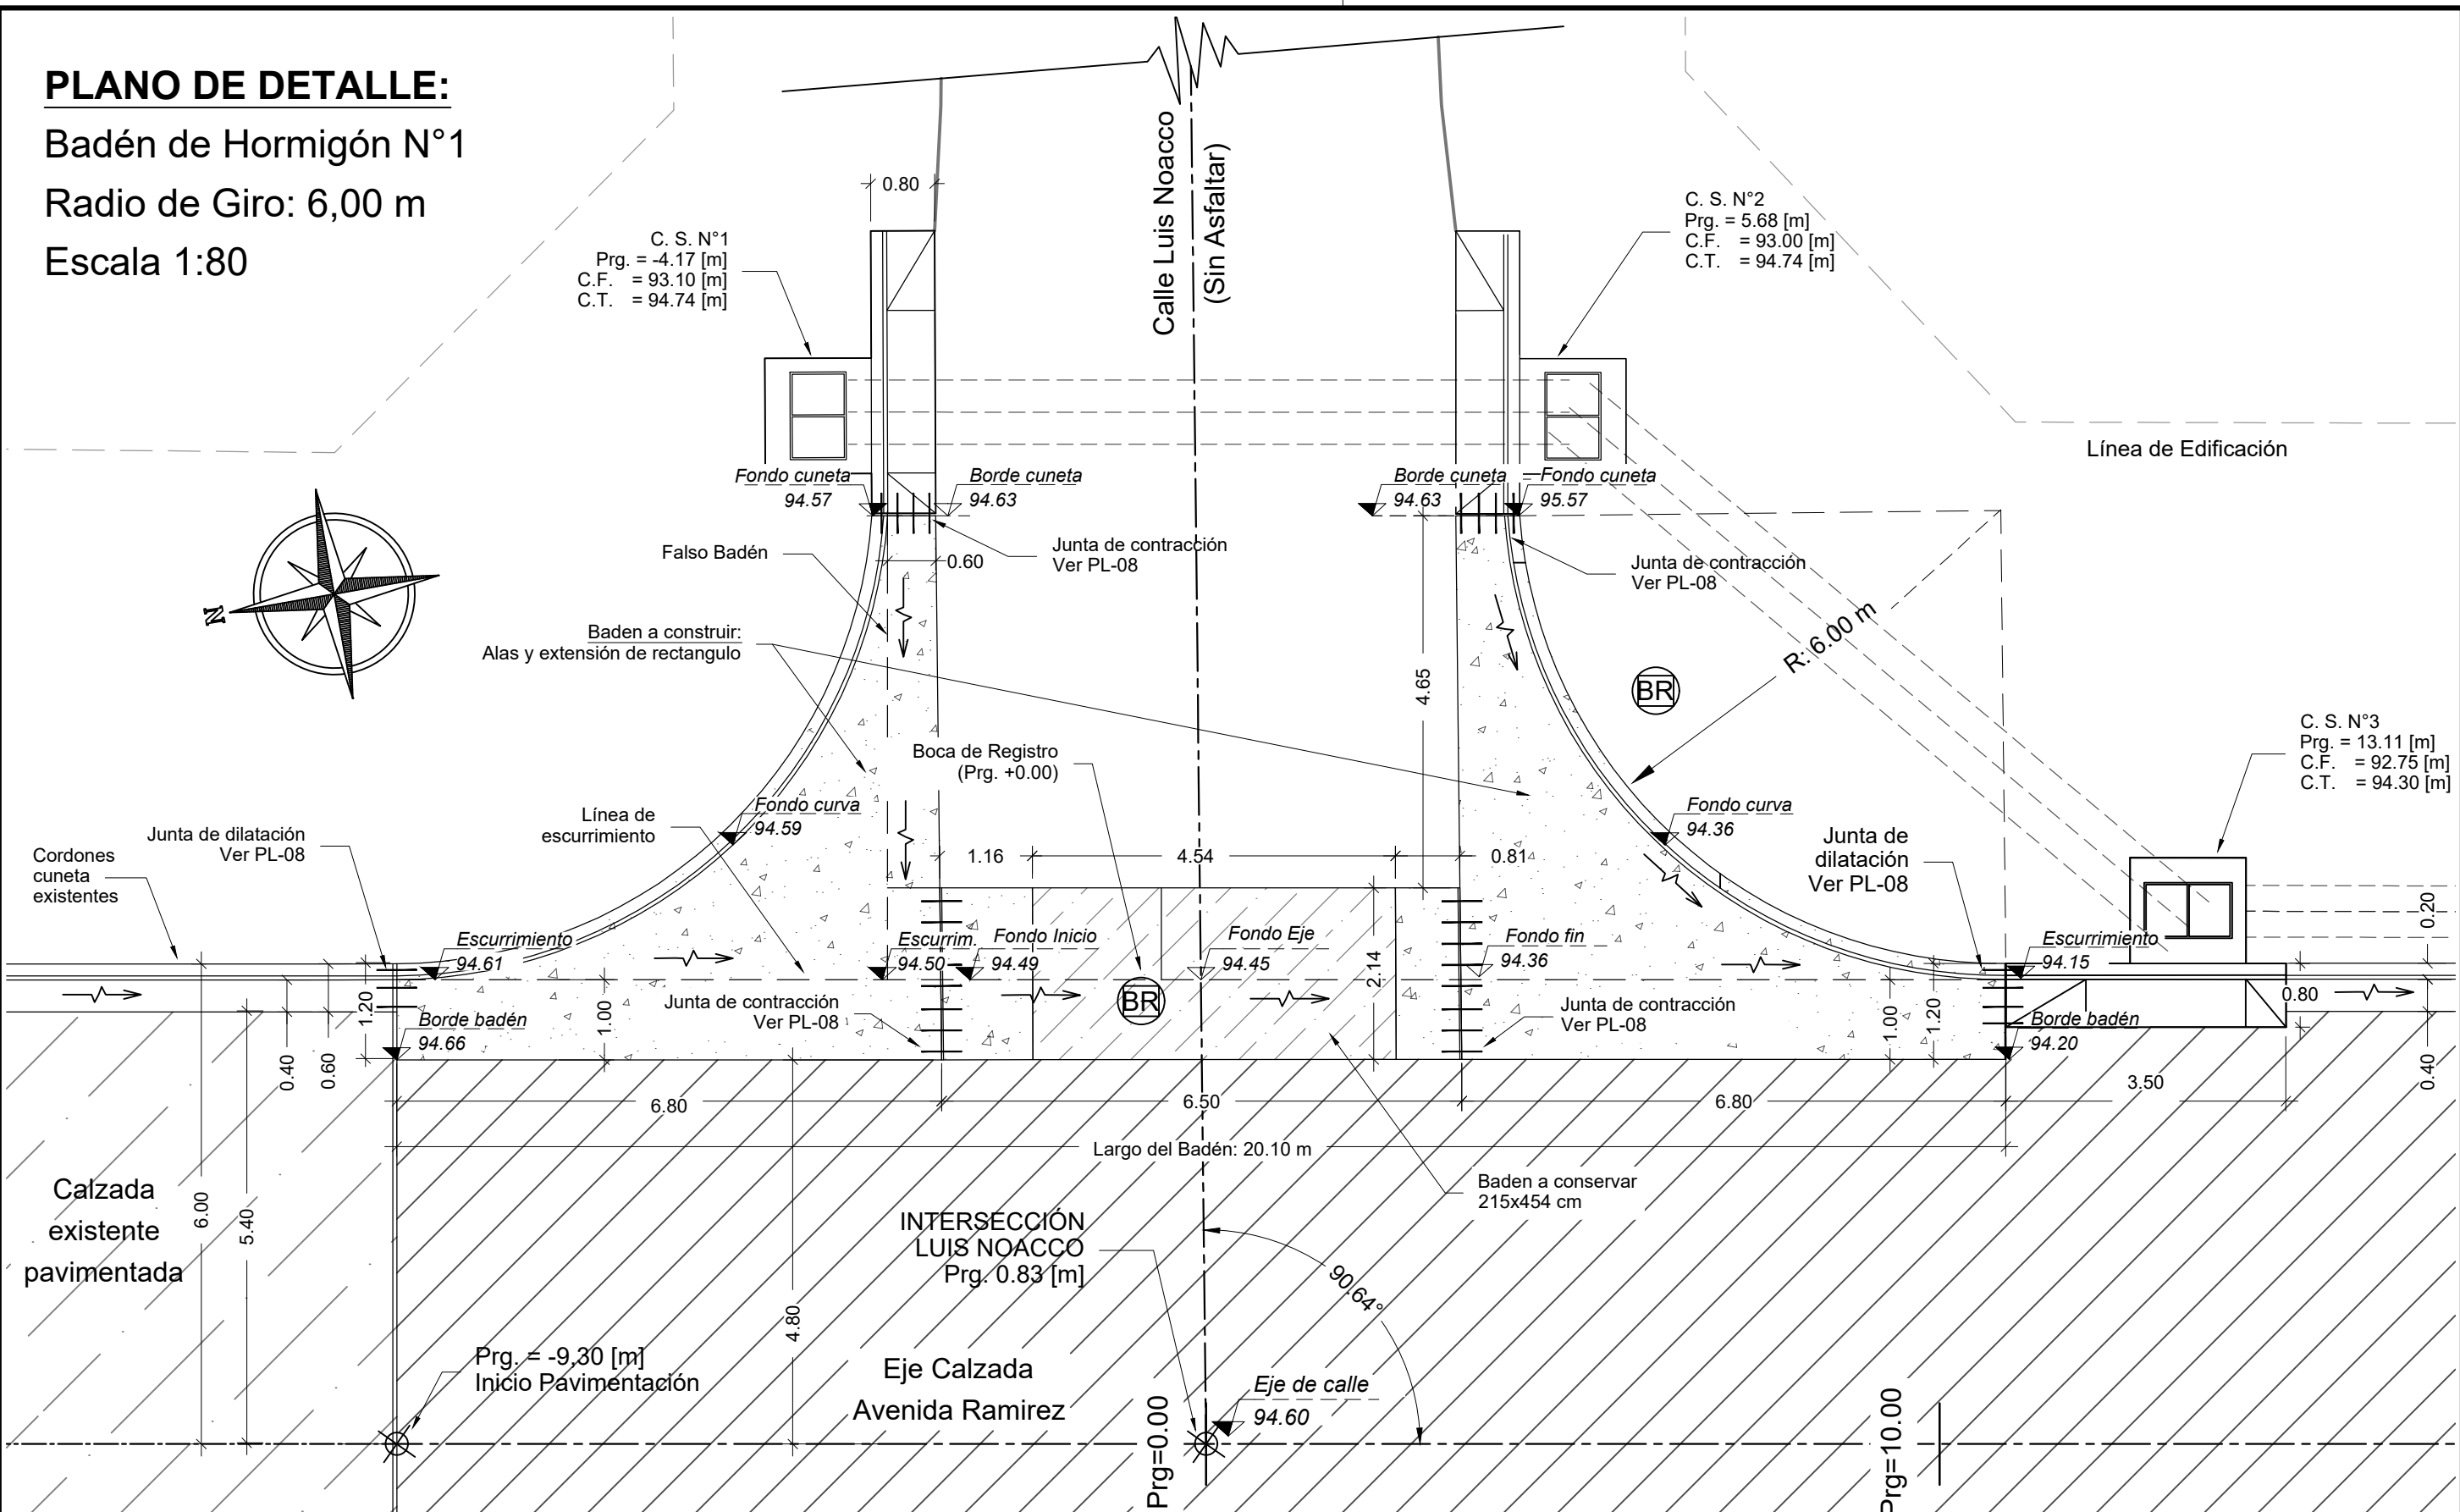 PLANO DE DETALLE:
Badén de Hormigón N°1
Radio de Giro: 6,00 m
Escala 1:80
C. S. N°1
Prg. = -4.17 [m]
C.F. = 93.10 [m]
C.T. = 94.74 [m]
0.80
Calle Luis Noacco
(Sin Asfaltar)
C. S. N°2
Prg. = 5.68 [m]
C.F. = 93.00 [m]
C.T. = 94.74 [m]
Línea de Edificación
Fondo cuneta
94.57
Borde cuneta
94.63
Borde cuneta
94.63
Fondo cuneta
95.57
N
Falso Badén
0.60
Junta de contracción
Ver PL-08
Junta de contracción
Ver PL-08
Baden a construir:
Alas y extensión de rectangulo
4.65
R: 6.00 m
BR
Boca de Registro
(Prg. +0.00)
C. S. N°3
Prg. = 13.11 [m]
C.F. = 92.75 [m]
C.T. = 94.30 [m]
Cordones
cuneta
existentes
Junta de dilatación
Ver PL-08
Línea de
escurrimiento
Fondo curva
94.59
1.16
4.54
0.81
Fondo curva
94.36
Junta de
dilatación
Ver PL-08
0.20
Escurrimiento
94.61
Escurrim.
94.50
Fondo Inicio
94.49
Fondo Eje
94.45
2.14
Fondo fin
94.36
Escurrimiento
94.15
0.80
BR
Junta de contracción
Ver PL-08
Junta de contracción
Ver PL-08
1.20
1.00
1.00
1.20
Borde badén
94.66
Borde badén
94.20
0.40
0.60
0.40
6.80
6.50
6.80
3.50
Largo del Badén: 20.10 m
Baden a conservar
215x454 cm
Calzada
existente
pavimentada
6.00
5.40
4.80
INTERSECCIÓN
LUIS NOACCO
Prg. 0.83 [m]
90.64°
Prg. = -9,30 [m]
Inicio Pavimentación
Eje Calzada
Avenida Ramirez
Eje de calle
94.60
Prg=0.00
Prg=10.00